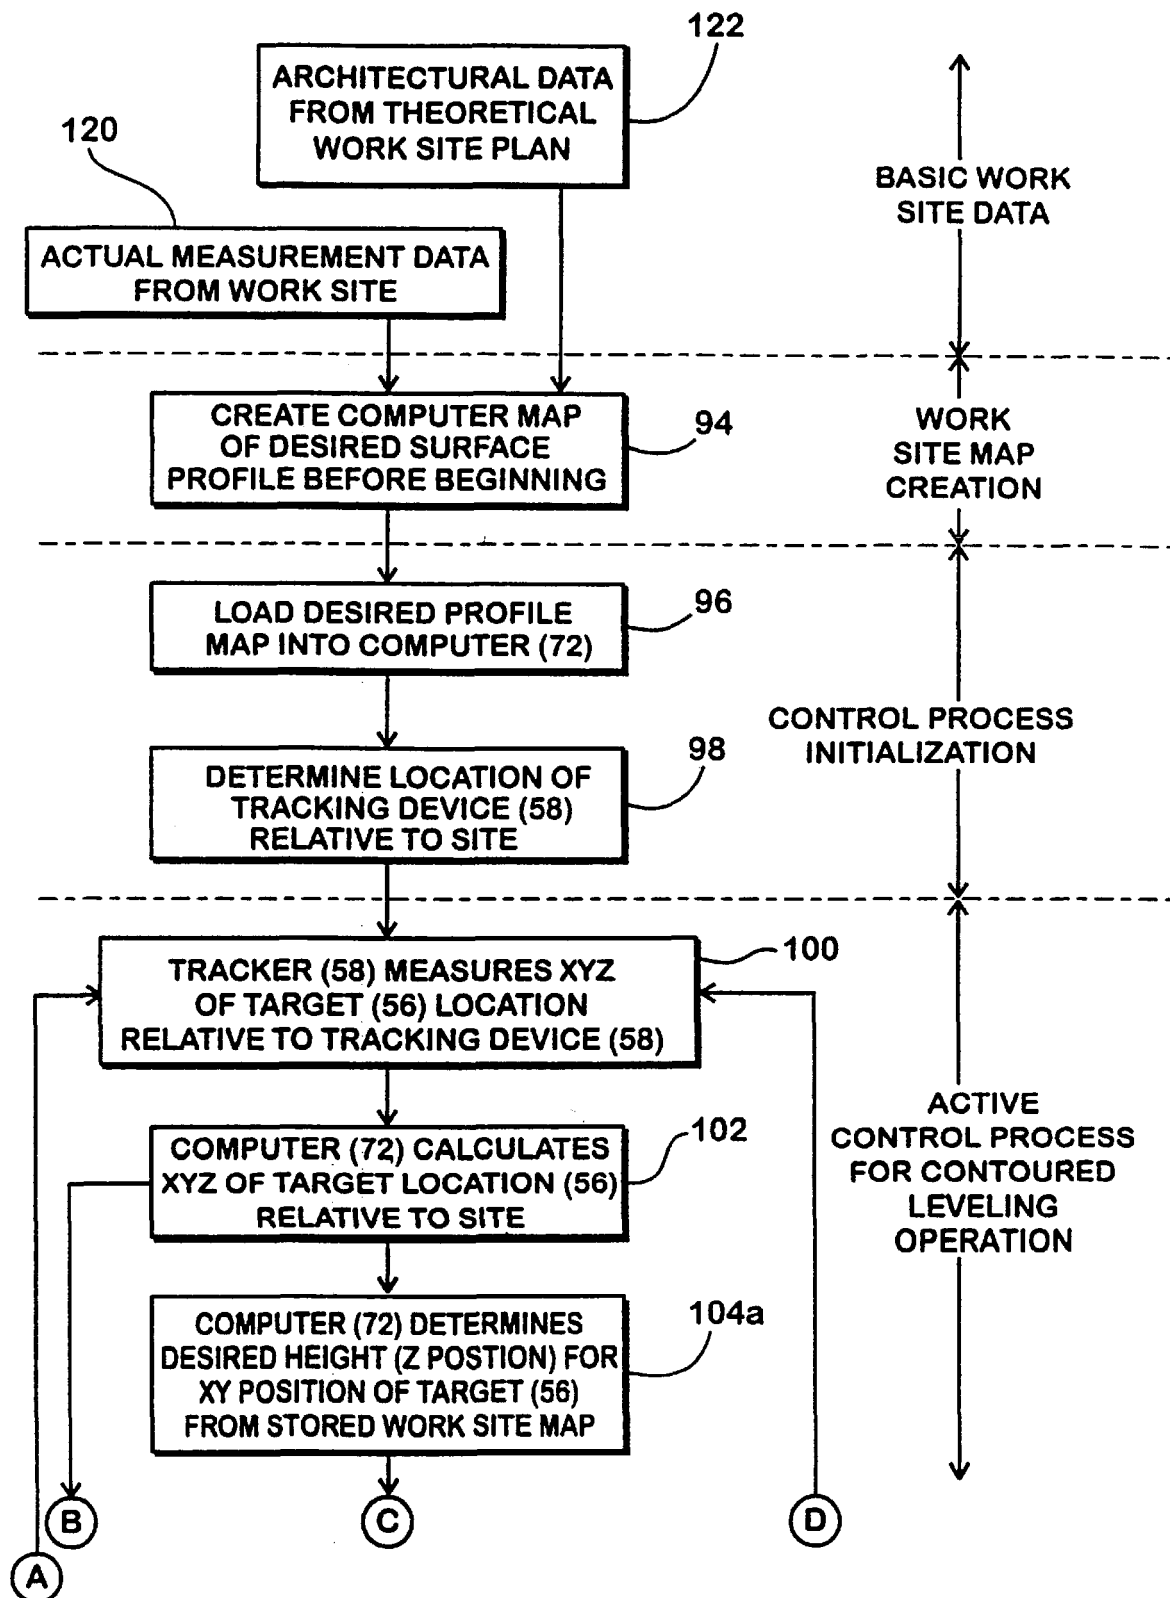 122
ARCHITECTURAL DATA
FROM THEORETICAL
WORK SITE PLAN
120
BASIC WORK
SITE DATA
ACTUAL MEASUREMENT DATA
FROM WORK SITE
CREATE COMPUTER MAP
OF DESIRED SURFACE
PROFILE BEFORE BEGINNING
94
WORK
SITE MAP
CREATION
LOAD DESIRED PROFILE
MAP INTO COMPUTER (72)
96
CONTROL PROCESS
INITIALIZATION
DETERMINE LOCATION OF
TRACKING DEVICE (58)
RELATIVE TO SITE
98
TRACKER (58) MEASURES XYZ
OF TARGET (56) LOCATION
RELATIVE TO TRACKING DEVICE (58)
100
COMPUTER (72) CALCULATES
XYZ OF TARGET LOCATION (56)
RELATIVE TO SITE
102
ACTIVE
CONTROL PROCESS
FOR CONTOURED
LEVELING
OPERATION
COMPUTER (72) DETERMINES
DESIRED HEIGHT (Z POSTION) FOR
XY POSITION OF TARGET (56)
FROM STORED WORK SITE MAP
104a
B
C
D
A